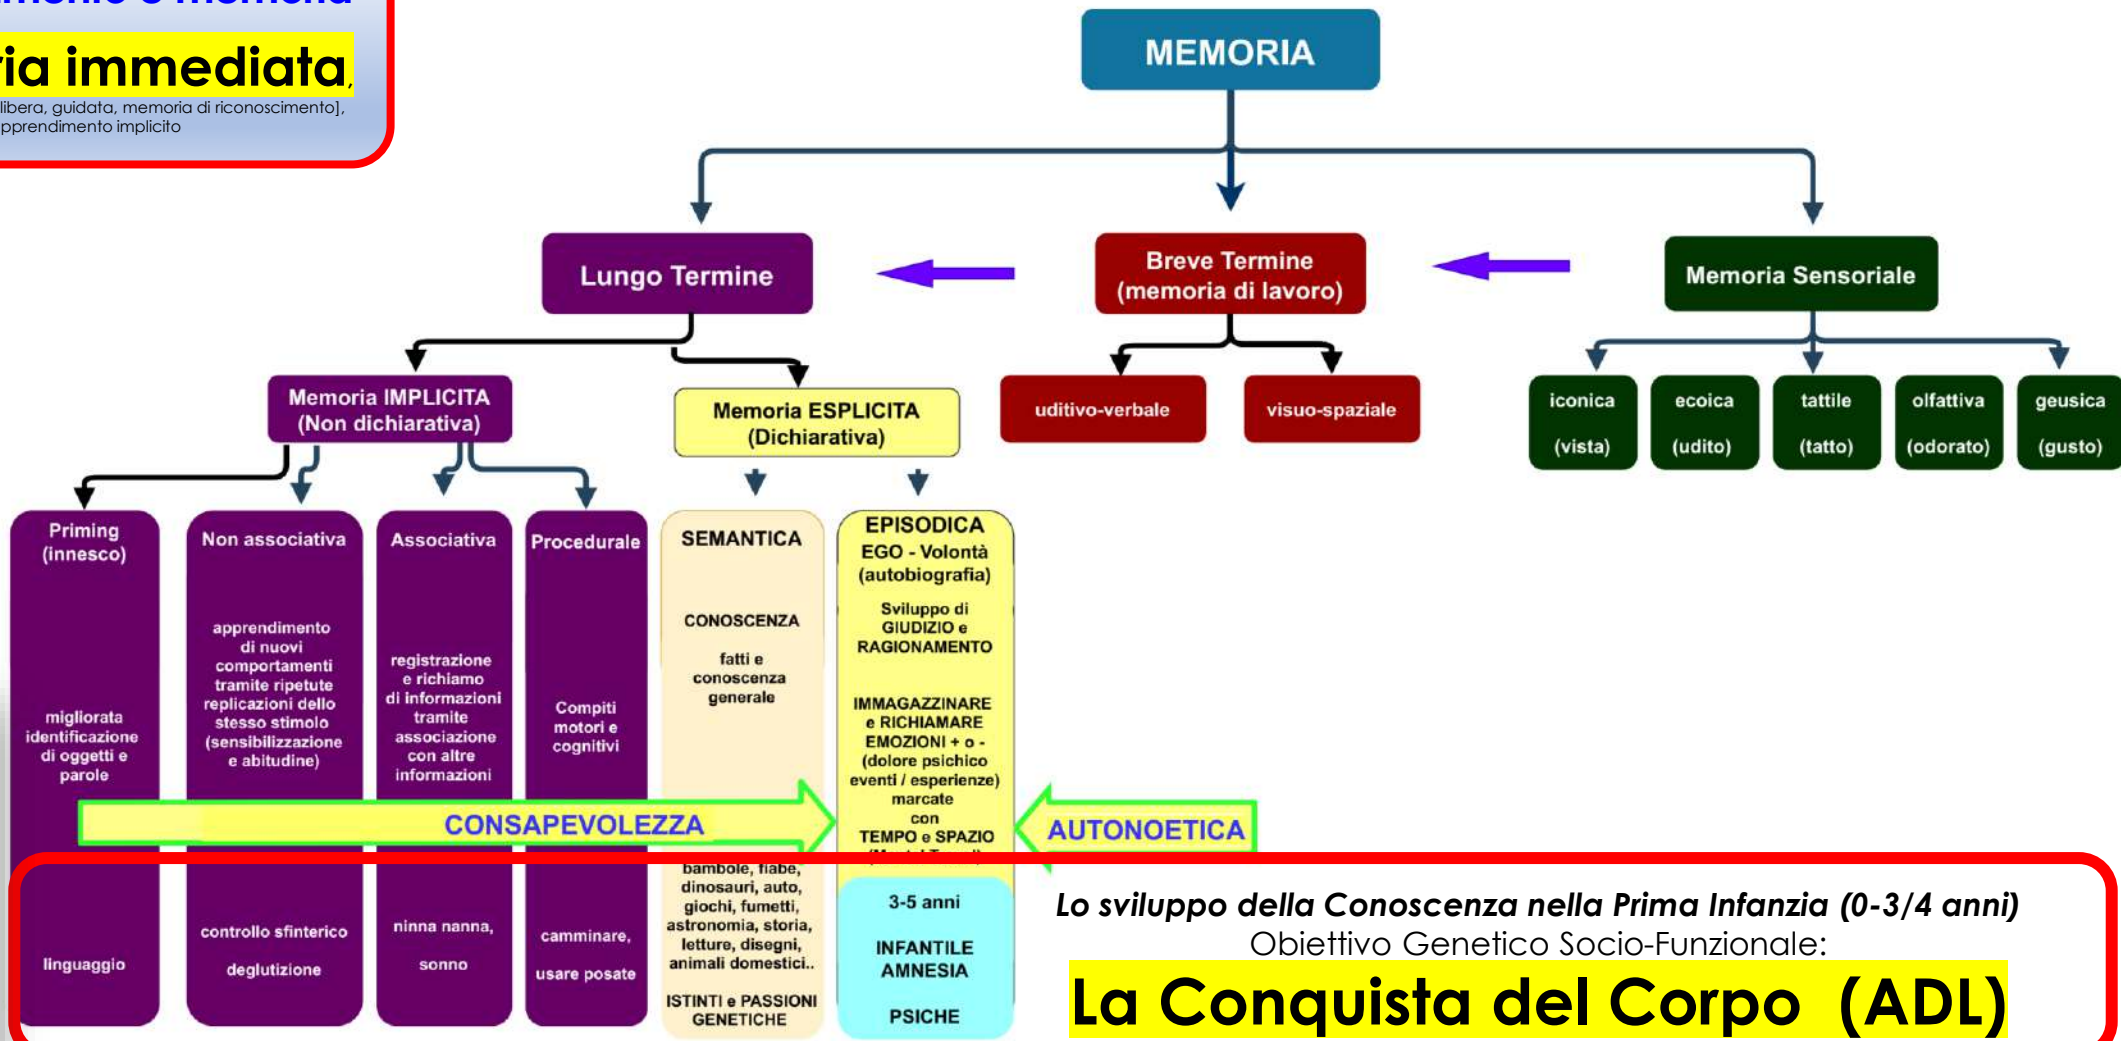 ria immediata,
libera, guidata, memoria di riconoscimento],
pprendimento implicito
MEMORIA
Lungo Termine
Breve Termine
(memoria di lavoro)
Memoria Sensoriale
Memoria IMPLICITA
(Non dichiarativa)
Memoria ESPLICITA
(Dichiarativa)
uditivo-verbale
visuo-spaziale
iconica
(vista)
ecoica
(udito)
tattile
(tatto)
olfattiva
(odorato)
geusica
(gusto)
Priming
(innesco)
migliorata
identificazione
di oggetti e
parole
linguaggio
Non associativa
apprendimento
di nuovi
comportamenti
tramite ripetute
replicazioni dello
stesso stimolo
(sensibilizzazione
e abitudine)
controllo sfinterico
deglutizione
Associativa
registrazione
e richiamo
di informazioni
tramite
associazione
con altre
informazioni
ninna nanna,
sonno
Procedurale
Compiti
motori e
cognitivi
camminare,
usare posate
SEMANTICA
CONOSCENZA
fatti e
conoscenza
generale
bambole, fiabe,
dinosauri, auto,
giochi, fumetti,
astronomia, storia,
letture, disegni,
animali domestici..
ISTINTI e PASSIONI
GENETICHE
EPISODICA
EGO - Volontà
(autobiografia)
Sviluppo di
GIUDIZIO e
RAGIONAMENTO
IMMAGAZZINARE
e RICHIAMARE
EMOZIONI + o -
(dolore psichico
eventi / esperienze)
marcate
con
TEMPO e SPAZIO
3-5 anni
INFANTILE
AMNESIA
PSICHE
CONSAPEVOLEZZA
AUTONOETICA
Lo sviluppo della Conoscenza nella Prima Infanzia (0-3/4 anni)
Obiettivo Genetico Socio-Funzionale:
La Conquista del Corpo (ADL)